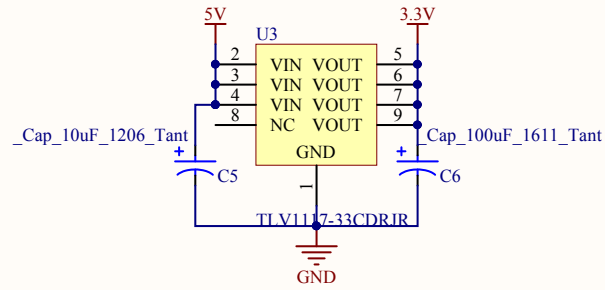 5V
3.3V
U3
2 VIN VOUT 5
3 VIN VOUT 6
4 VIN VOUT 7
8 NC VOUT 9
_Cap_10uF_1206_Tant
_Cap_100uF_1611_Tant
GND
+ C5
+ C6
1
TLV1117-33CDRJR
GND